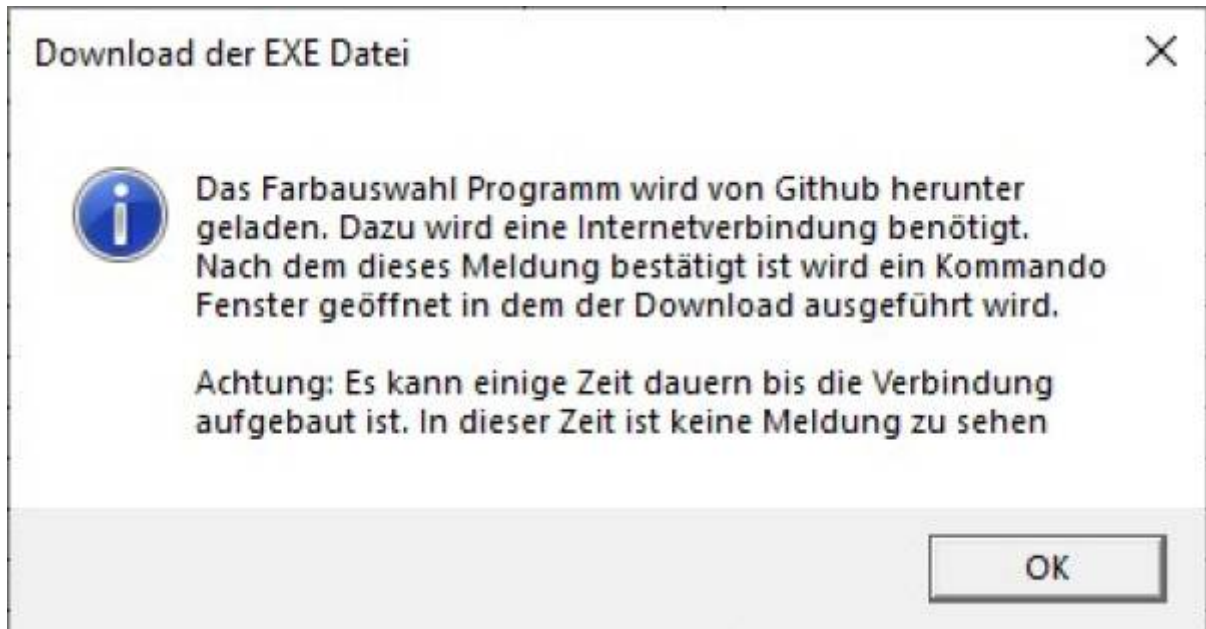 Download der EXE Datei
Das Farbauswahl Programm wird von Github herunter
geladen. Dazu wird eine Internetverbindung benötigt.
Nach dem dieses Meldung bestätigt ist wird ein Kommando
Fenster geöffnet in dem der Download ausgeführt wird.
Achtung: Es kann einige Zeit dauern bis die Verbindung
aufgebaut ist. In dieser Zeit ist keine Meldung zu sehen
OK